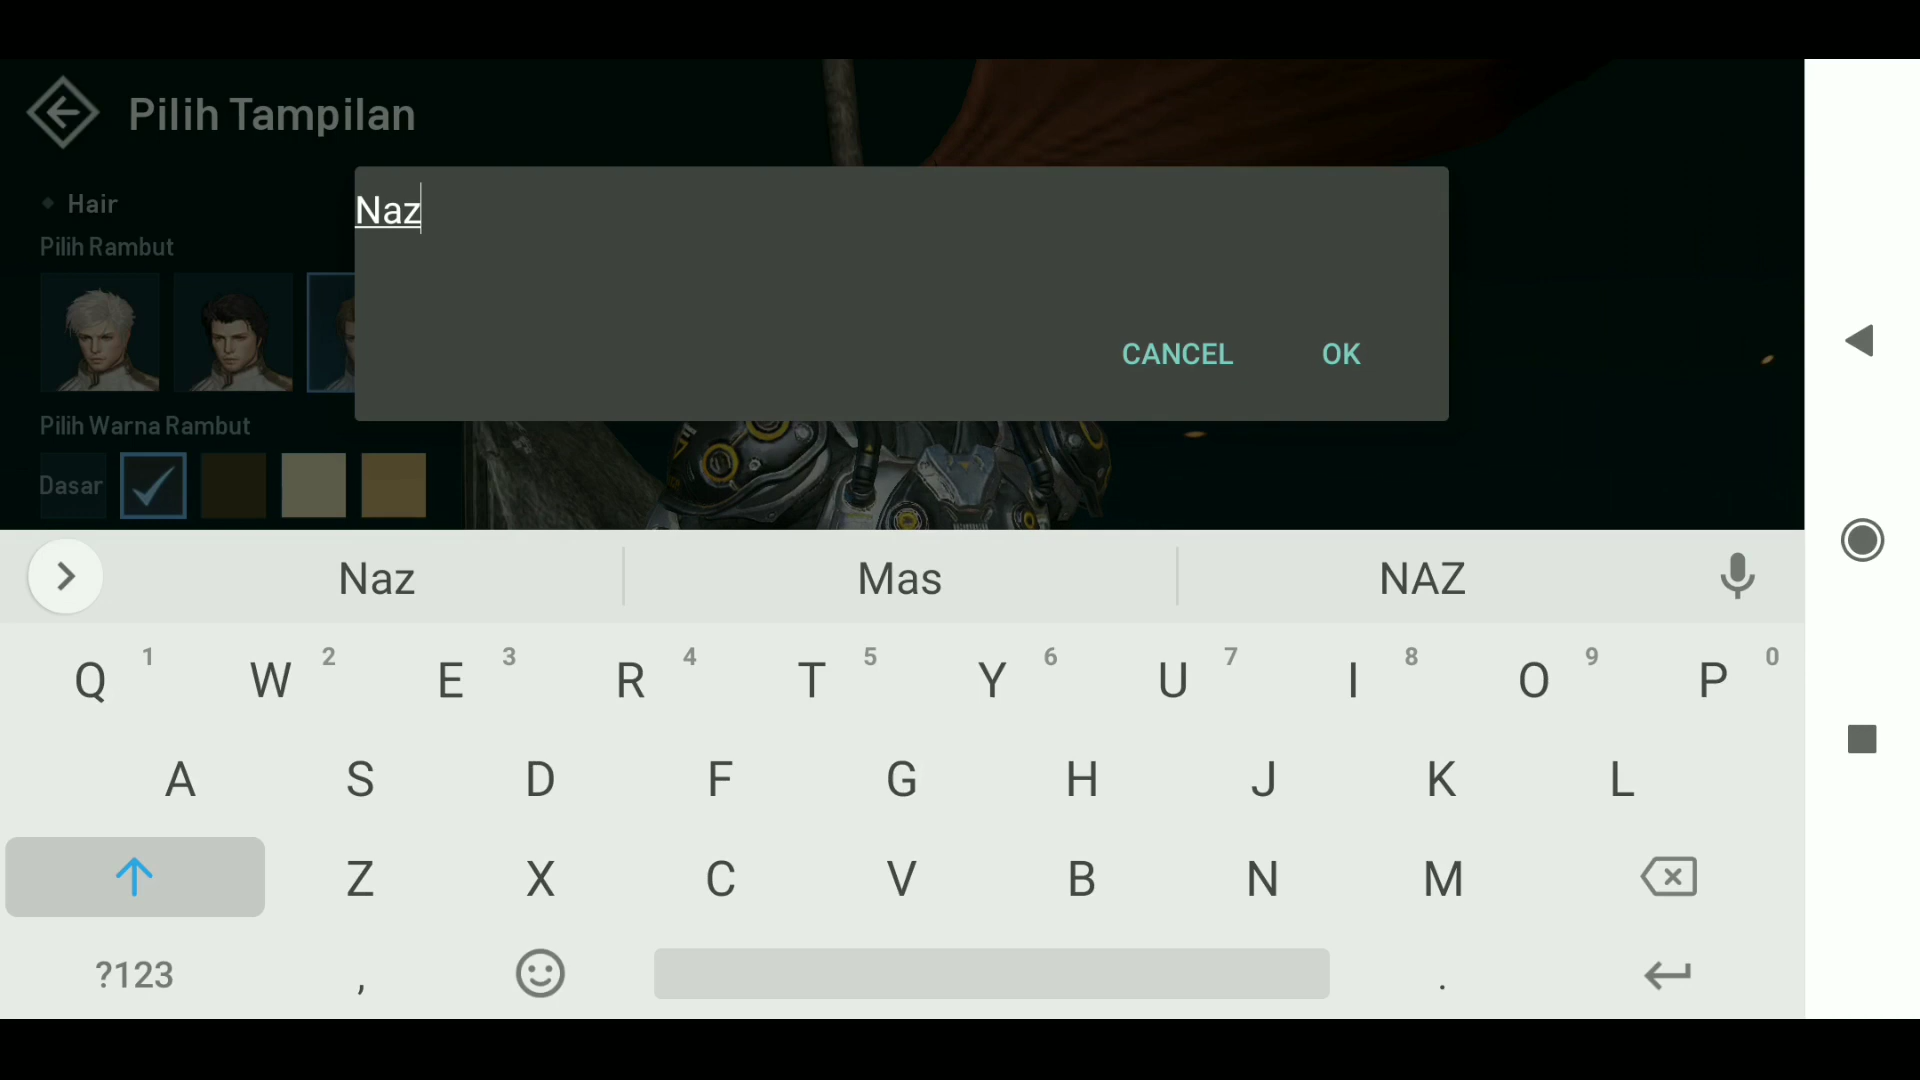 Pilih Tampilan
Hair
Naz
Pilih Rambut
CANCEL OK
Pilih Warna Rambut
Dasar
Naz Mas NAZ
Q 1 W 2 E 3 R 4 T 5 Y 6 U 7 I 8 O 9 P 0
A S D F G H J K L
Z X C V B N M
?123 , .